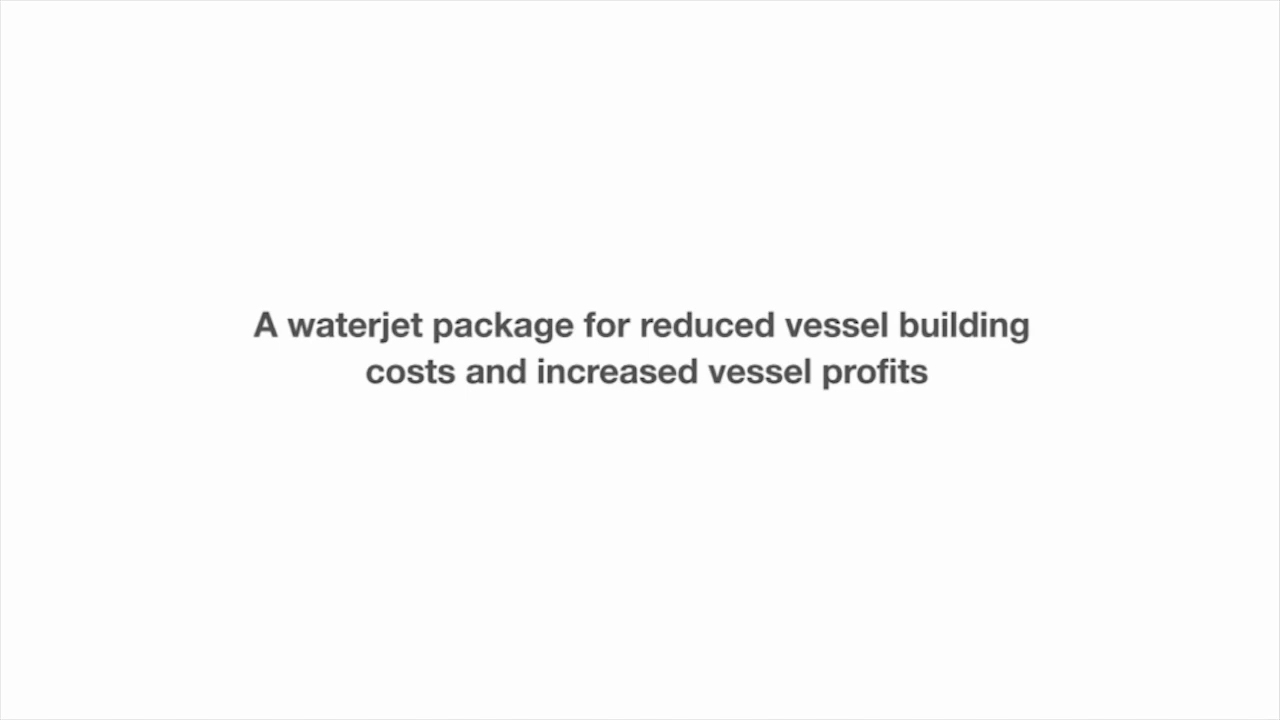 A waterjet package for reduced vessel building
costs and increased vessel profits